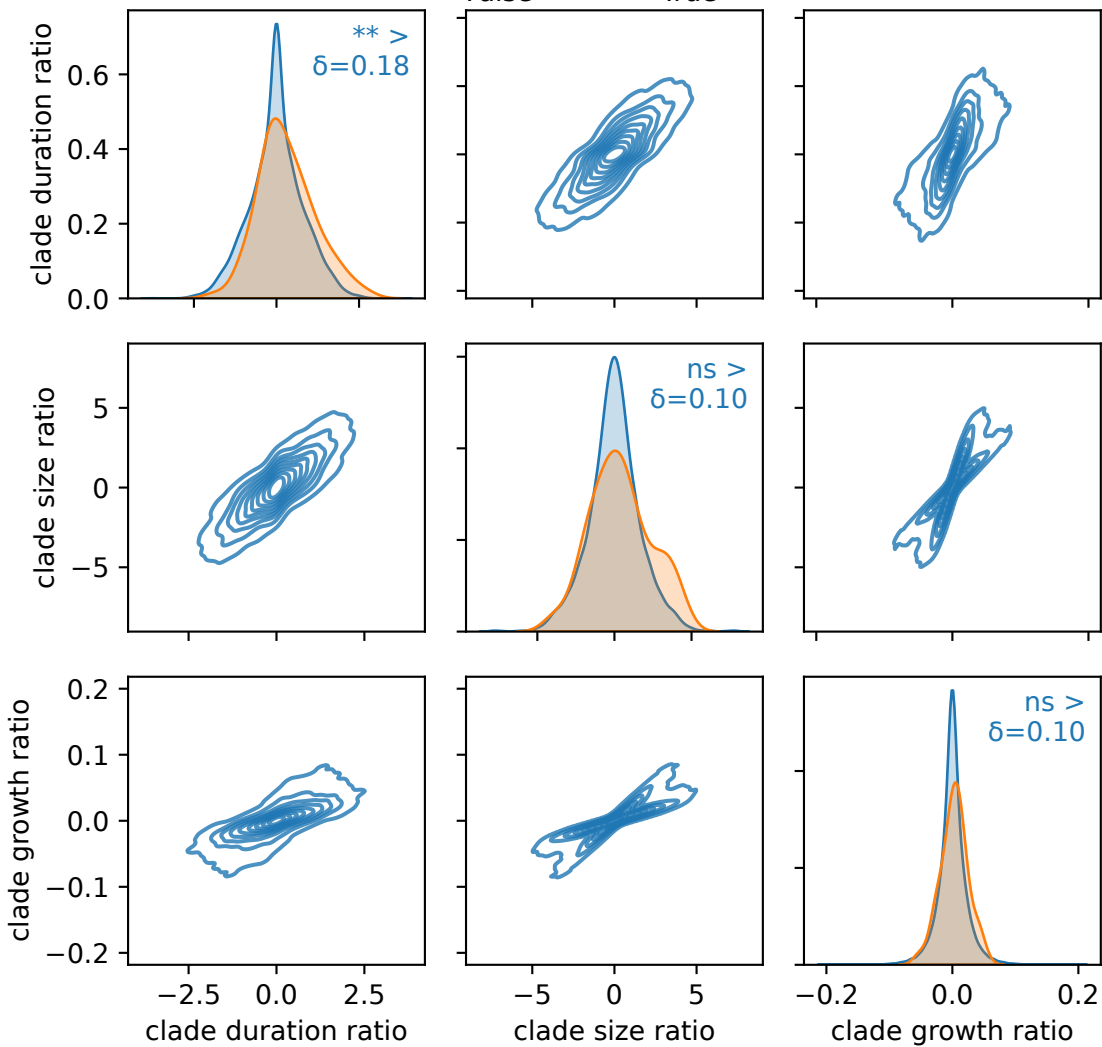 clade duration ratio
0.6
0.4
0.2
0.0
** >
δ=0.18
clade size ratio
5
0
−5
ns >
δ=0.10
clade growth ratio
0.2
0.1
0.0
−0.1
−0.2
ns >
δ=0.10
−2.5 0.0 2.5
clade duration ratio
−5 0 5
clade size ratio
−0.2 0.0 0.2
clade growth ratio